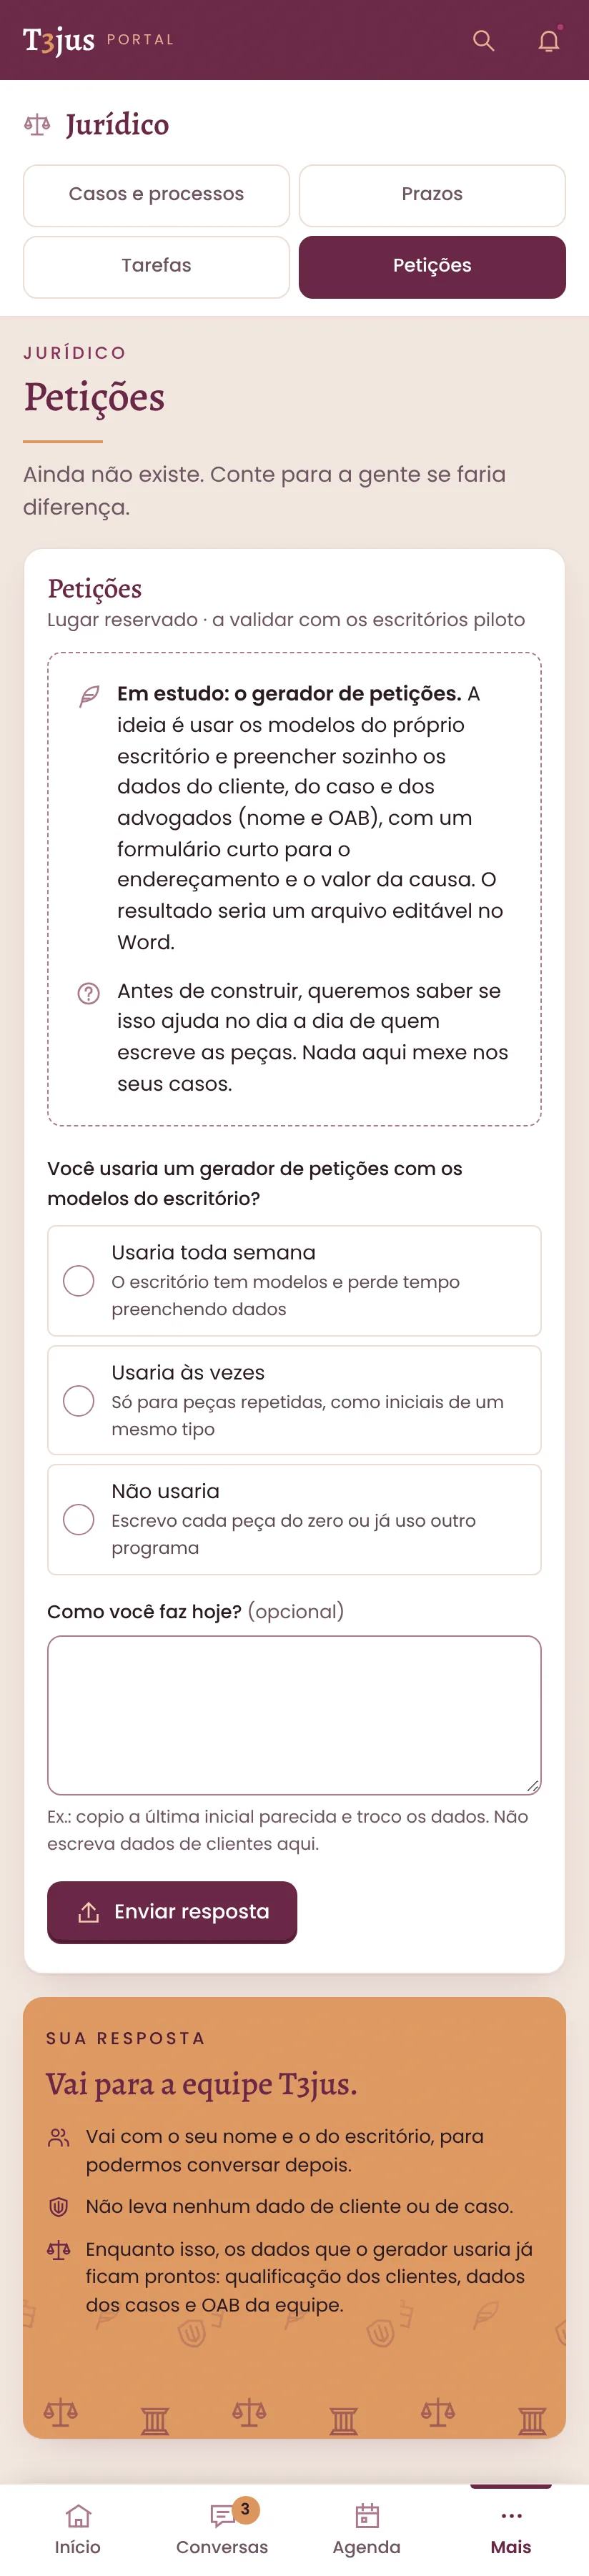 T3jus PORTAL
Jurídico
Casos e processos
Prazos
Tarefas
Petições
JURÍDICO
Petições
Ainda não existe. Conte para a gente se faria
diferença.
Petições
Lugar reservado · a validar com os escritórios piloto
Em estudo: o gerador de petições. A
ideia é usar os modelos do próprio
escritório e preencher sozinho os
dados do cliente, do caso e dos
advogados (nome e OAB), com um
formulário curto para o
endereçamento e o valor da causa. O
resultado seria um arquivo editável no
Word.
Antes de construir, queremos saber se
isso ajuda no dia a dia de quem
escreve as peças. Nada aqui mexe nos
seus casos.
Você usaria um gerador de petições com os
modelos do escritório?
Usaria toda semana
O escritório tem modelos e perde tempo
preenchendo dados
Usaria às vezes
Só para peças repetidas, como iniciais de um
mesmo tipo
Não usaria
Escrevo cada peça do zero ou já uso outro
programa
Como você faz hoje? (opcional)
Ex.: copio a última inicial parecida e troco os dados. Não
escreva dados de clientes aqui.
Enviar resposta
SUA RESPOSTA
Vai para a equipe T3jus.
Vai com o seu nome e o do escritório, para
podermos conversar depois.
Não leva nenhum dado de cliente ou de caso.
Enquanto isso, os dados que o gerador usaria já
ficam prontos: qualificação dos clientes, dados
dos casos e OAB da equipe.
3
Início
Conversas
Agenda
Mais